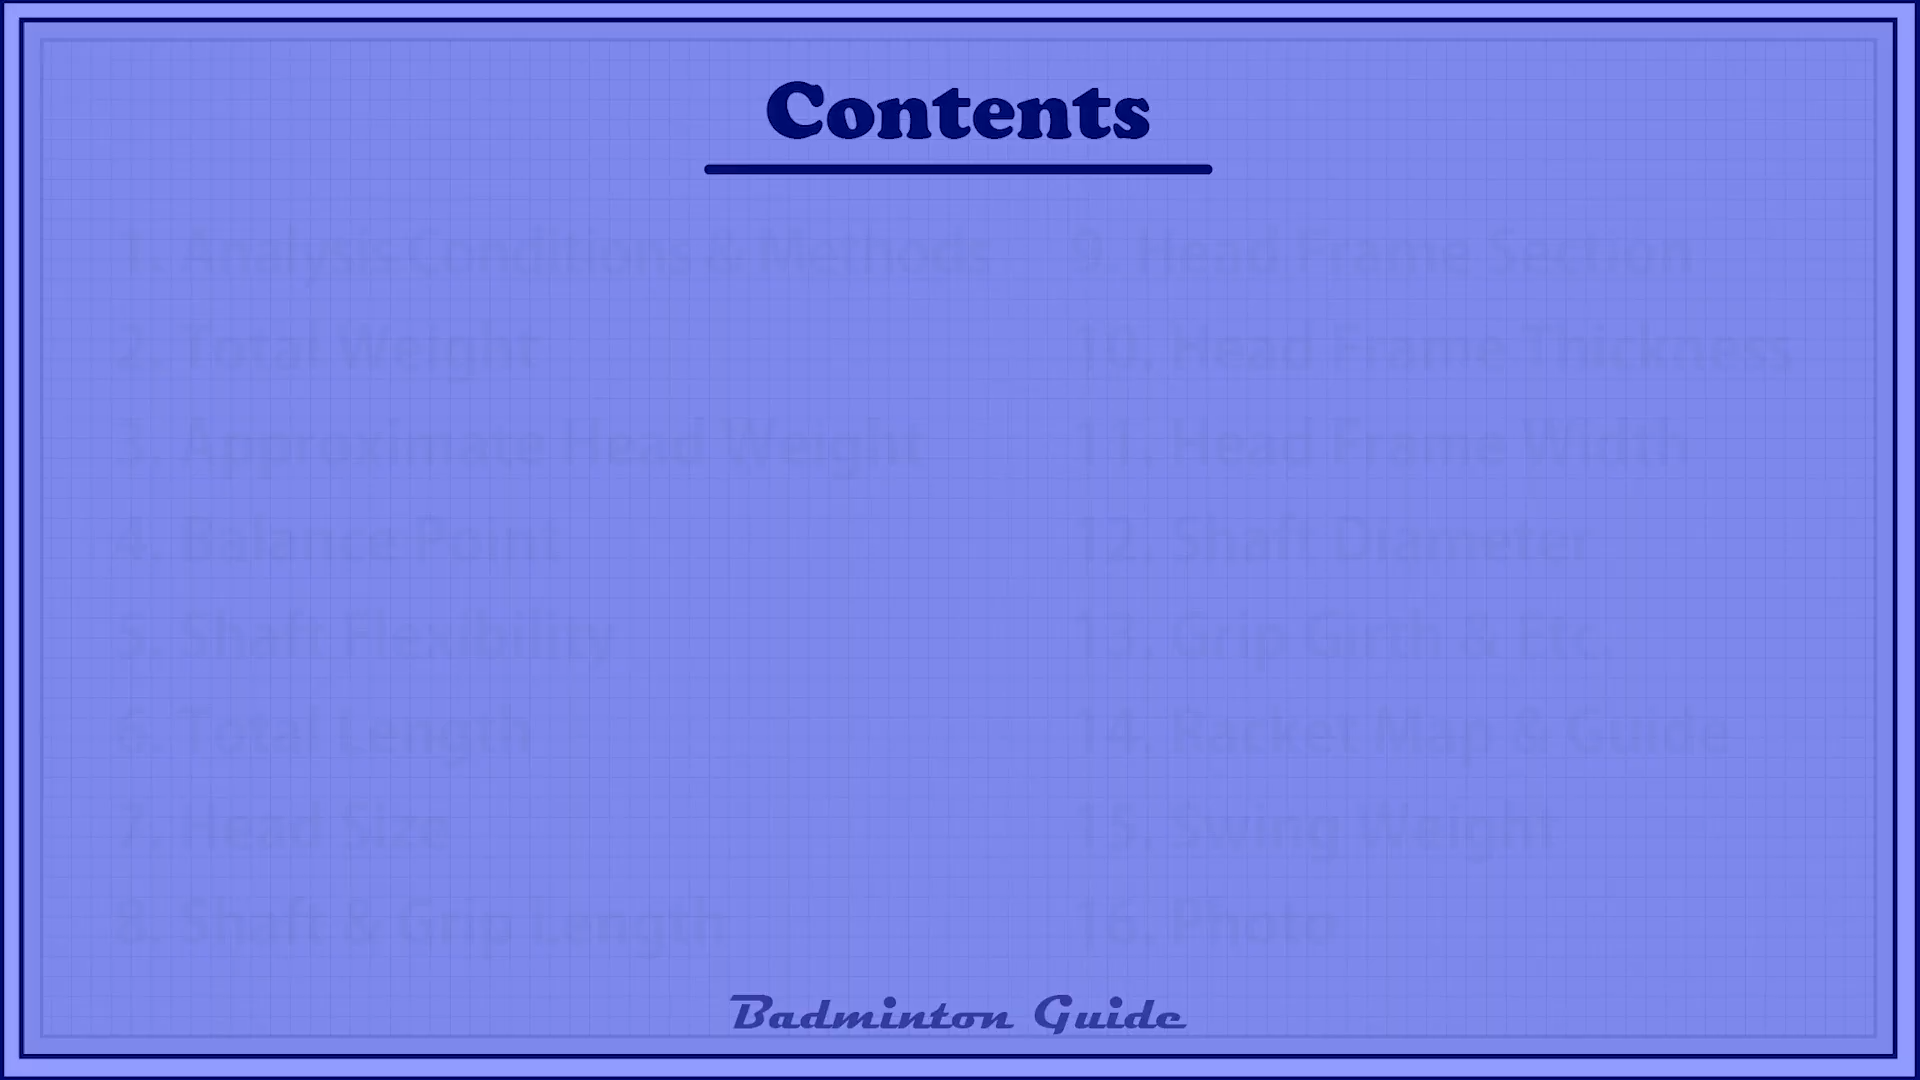 Contents
1. Analysis Conditions & Methods
2. Total Weight
3. Approximate Head Weight
4. Balance Point
5. Shaft Flexibility
6. Total Length
7. Head Size
8. Shaft & Grip Length
9. Head Frame Section
10. Head Frame Thickness
11. Head Frame Width
12. Shaft Diameter
13. Grip Girth & Etc.
14. Racket Map & Guide
15. Swing Weight
16. Photo
Badminton Guide